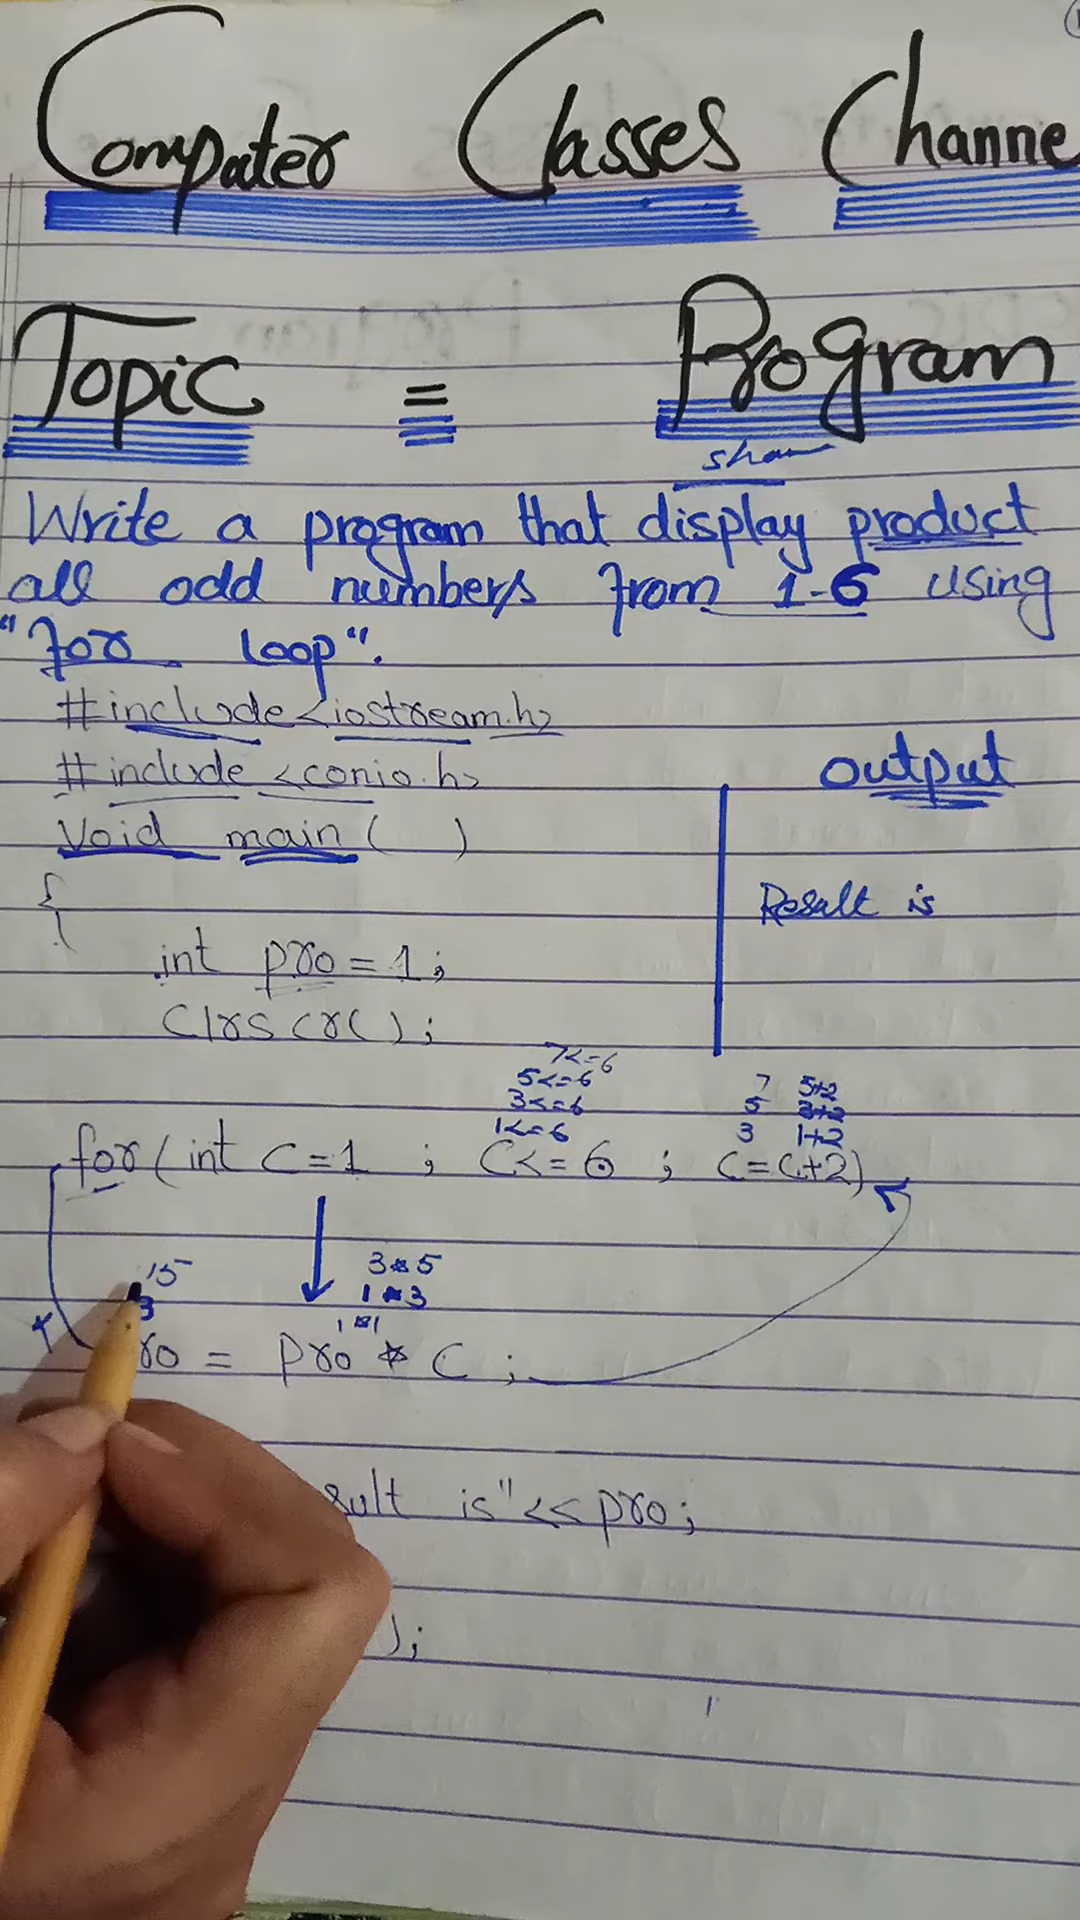 Computer Classes Channe
Topic = Program
show
Write a program that display product
all odd numbers from 1-6 using
"for loop".
#include<iostream.h>
#include <conio.h>
Void main( )
{
int pro=1;
Clrscr();
output
Result is
7<=6
5<=6
3<=6
1<=6
7 5+2
5 3+2
3 1+2
for(int C=1 ; C<=6 ; C=C+2)
15
3
3*5
1*3
1*1
ro = pro * C ;
sult is"<<pro;
);